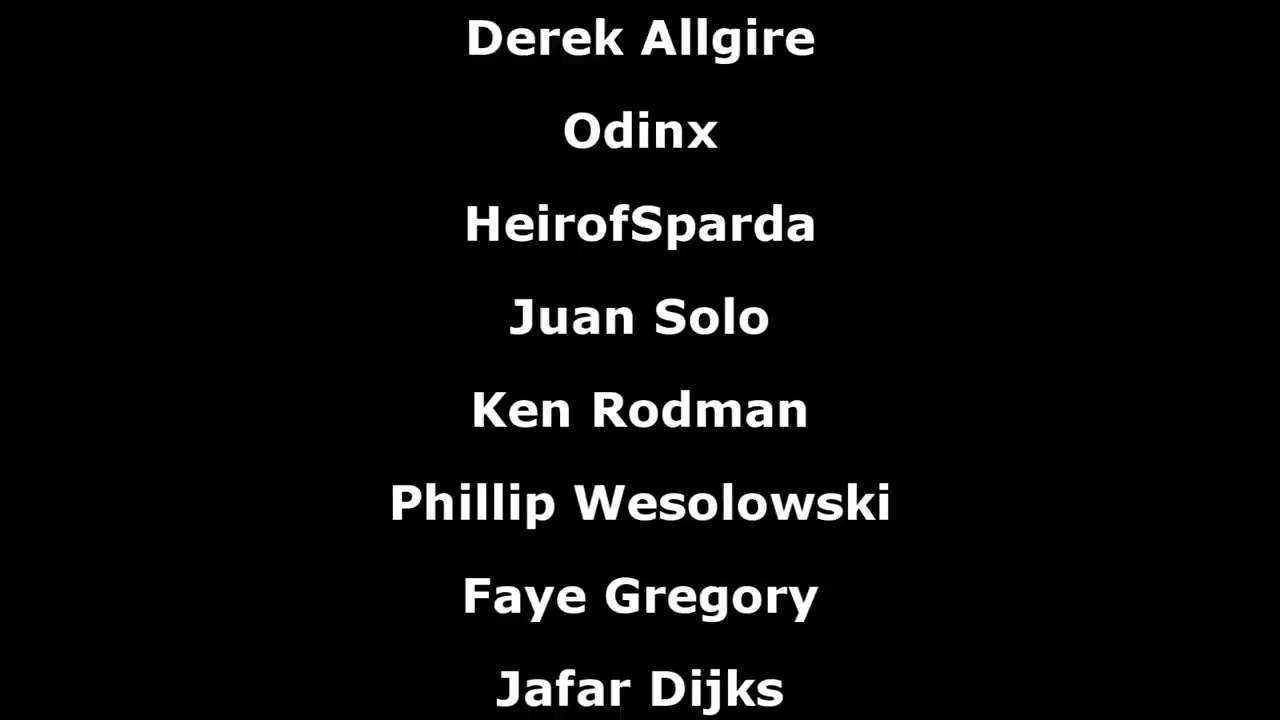 Derek Allgire
Odinx
HeirofSparda
Juan Solo
Ken Rodman
Phillip Wesolowski
Faye Gregory
Jafar Dijks